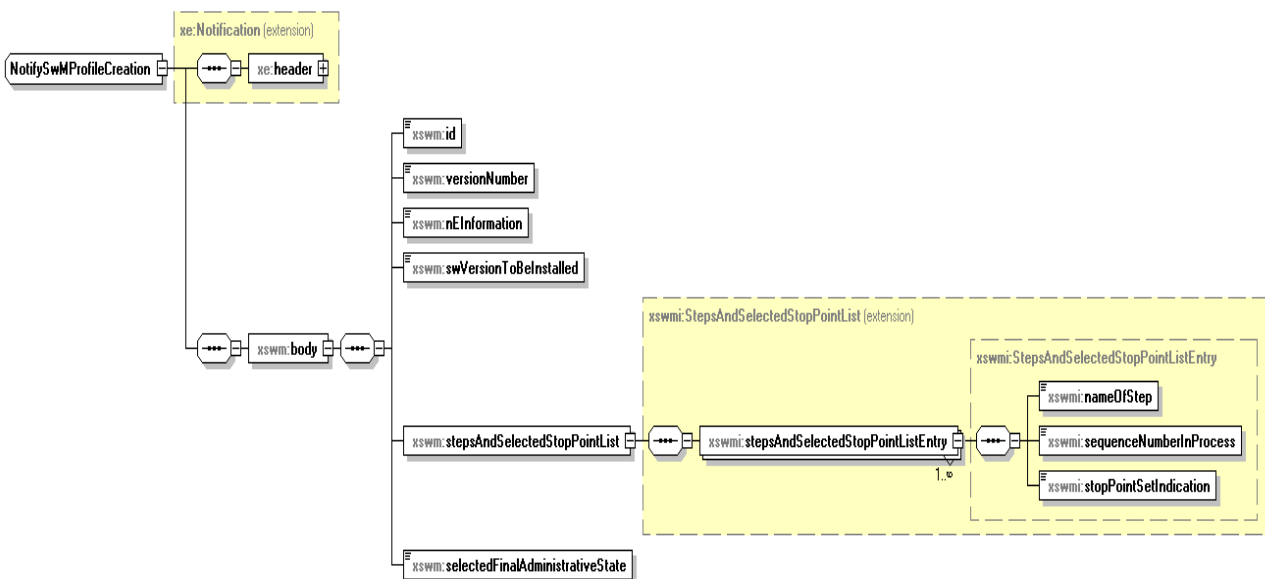 xe:Notification (extension)
NotifySwMProfileCreation
xe:header
xswm:id
xswm:versionNumber
xswm:nEInformation
xswm:swVersionToBeInstalled
xswmi:StepsAndSelectedStopPointList (extension)
xswm:body
xswmi:StepsAndSelectedStopPointListEntry
xswmi:nameOfStep
xswm:stepsAndSelectedStopPointList
xswmi:stepsAndSelectedStopPointListEntry
xswmi:sequenceNumberInProcess
1..∞
xswmi:stopPointSetIndication
xswm:selectedFinalAdministrativeState